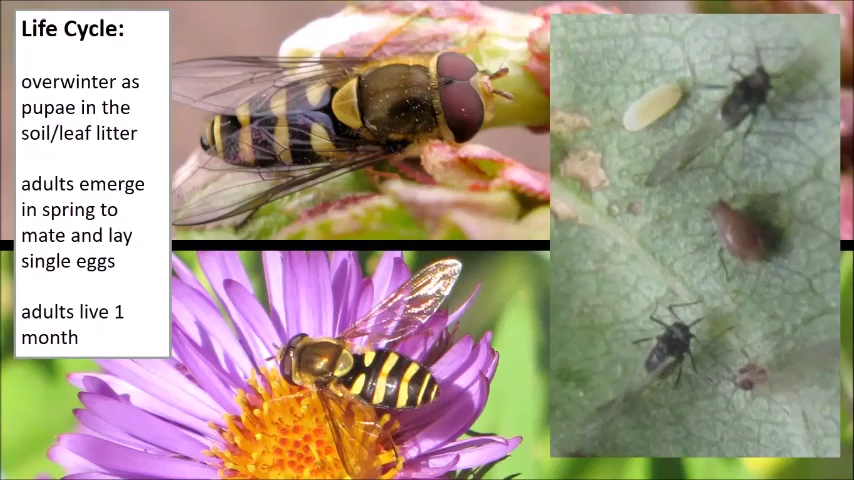 Life Cycle:
overwinter as
pupae in the
soil/leaf litter
adults emerge
in spring to
mate and lay
single eggs
adults live 1
month